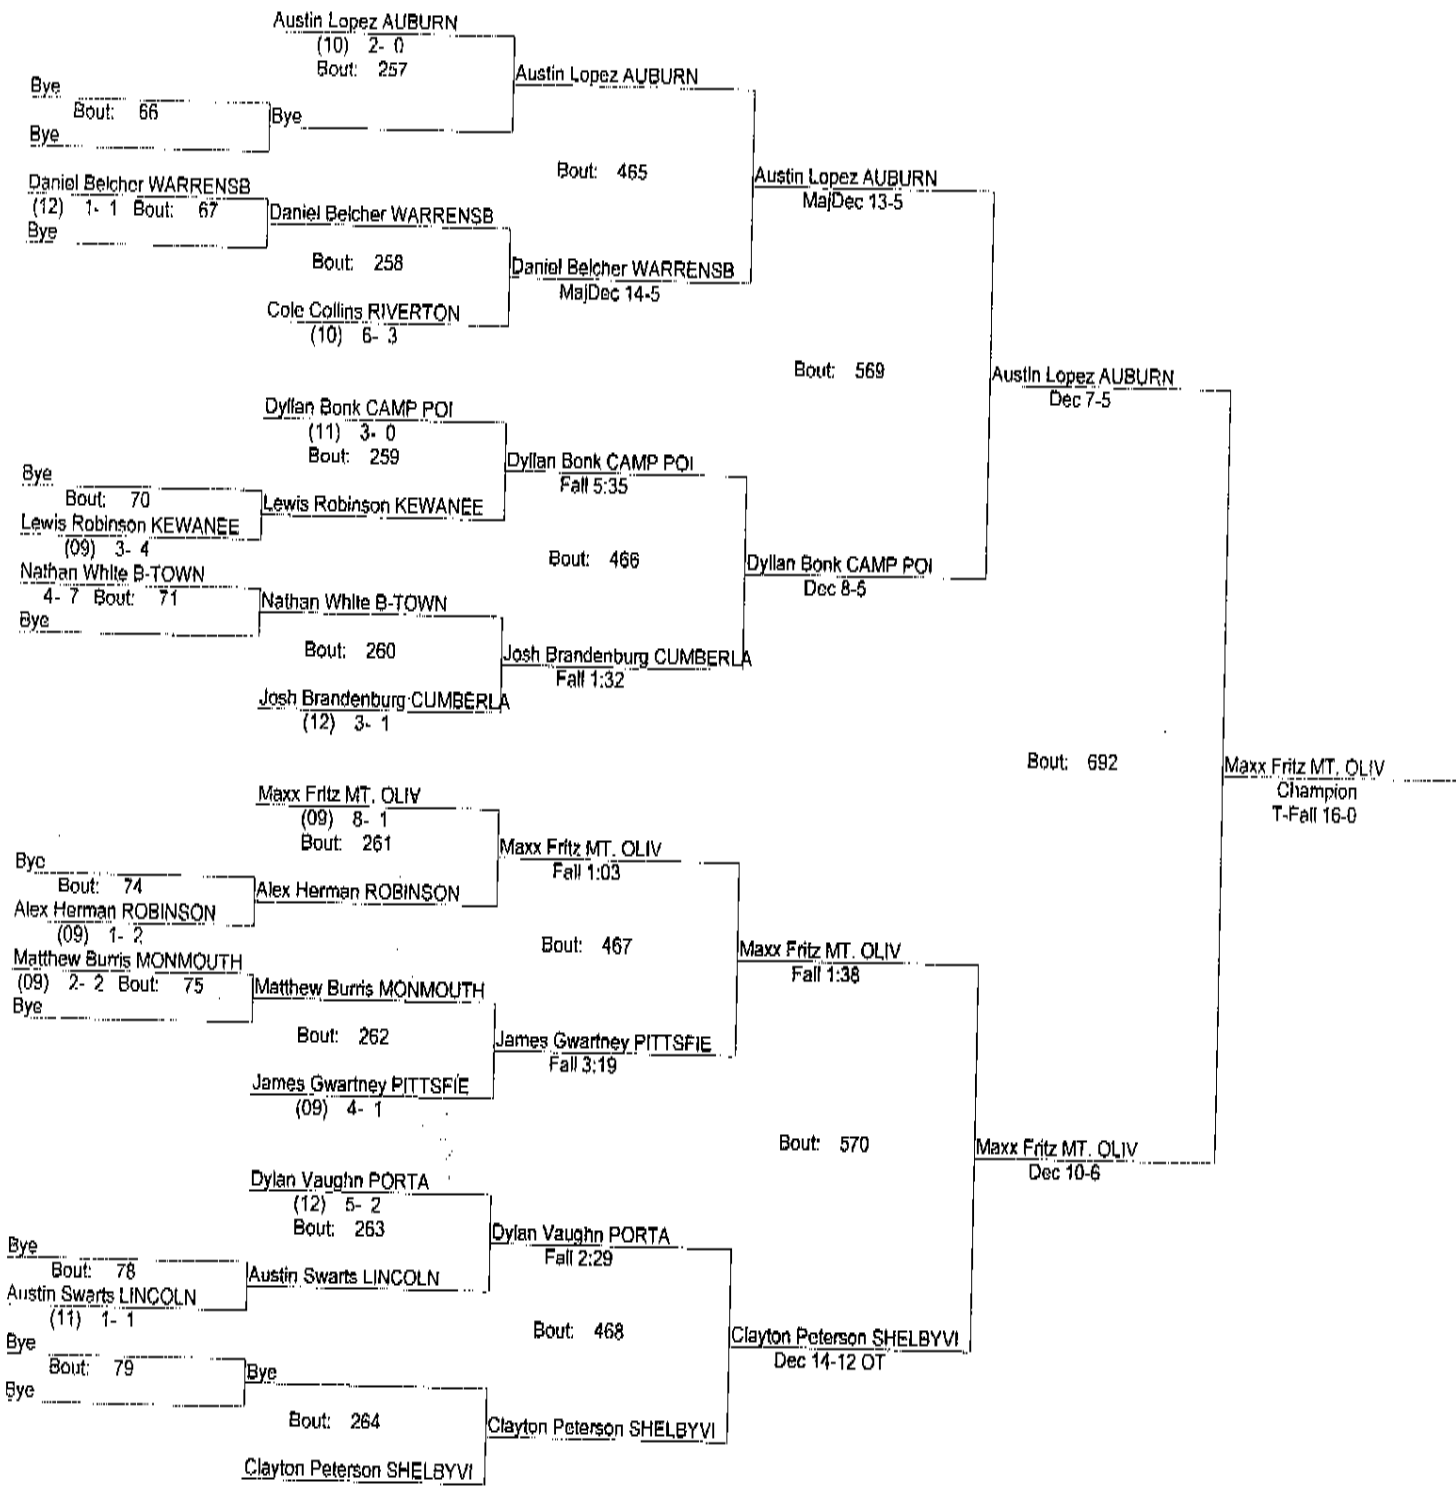 Austin Lopez AUBURN
(10) 2- 0
Bout: 257
Austin Lopez AUBURN
Bye
Bout: 66
Bye
Bye
Bout: 465
Austin Lopez AUBURN
MajDec 13-5
Daniel Belcher WARRENSB
(12) 1- 1 Bout: 67
Bye
Daniel Belcher WARRENSB
Bout: 258
Daniel Belcher WARRENSB
MajDec 14-5
Cole Collins RIVERTON
(10) 6- 3
Bout: 569
Austin Lopez AUBURN
Dec 7-5
Dyllan Bonk CAMP POI
(11) 3- 0
Bout: 259
Dyllan Bonk CAMP POI
Fall 5:35
Bye
Bout: 70
Lewis Robinson KEWANEE
Lewis Robinson KEWANEE
(09) 3- 4
Bout: 466
Dyllan Bonk CAMP POI
Dec 8-5
Nathan White B-TOWN
4- 7 Bout: 71
Bye
Nathan White B-TOWN
Bout: 260
Josh Brandenburg CUMBERLA
Fall 1:32
Josh Brandenburg CUMBERLA
(12) 3- 1
Bout: 692
Maxx Fritz MT. OLIV
Champion
T-Fall 16-0
Maxx Fritz MT. OLIV
(09) 8- 1
Bout: 261
Maxx Fritz MT. OLIV
Fall 1:03
Bye
Bout: 74
Alex Herman ROBINSON
Alex Herman ROBINSON
(09) 1- 2
Bout: 467
Maxx Fritz MT. OLIV
Fall 1:38
Matthew Burris MONMOUTH
(09) 2- 2 Bout: 75
Bye
Matthew Burris MONMOUTH
Bout: 262
James Gwartney PITTSFIE
Fall 3:19
James Gwartney PITTSFIE
(09) 4- 1
Bout: 570
Maxx Fritz MT. OLIV
Dec 10-6
Dylan Vaughn PORTA
(12) 5- 2
Bout: 263
Dylan Vaughn PORTA
Fall 2:29
Bye
Bout: 78
Austin Swarts LINCOLN
Austin Swarts LINCOLN
(11) 1- 1
Bout: 468
Clayton Peterson SHELBYVI
Dec 14-12 OT
Bye
Bout: 79
Bye
Bye
Bout: 264
Clayton Peterson SHELBYVI
Clayton Peterson SHELBYVI